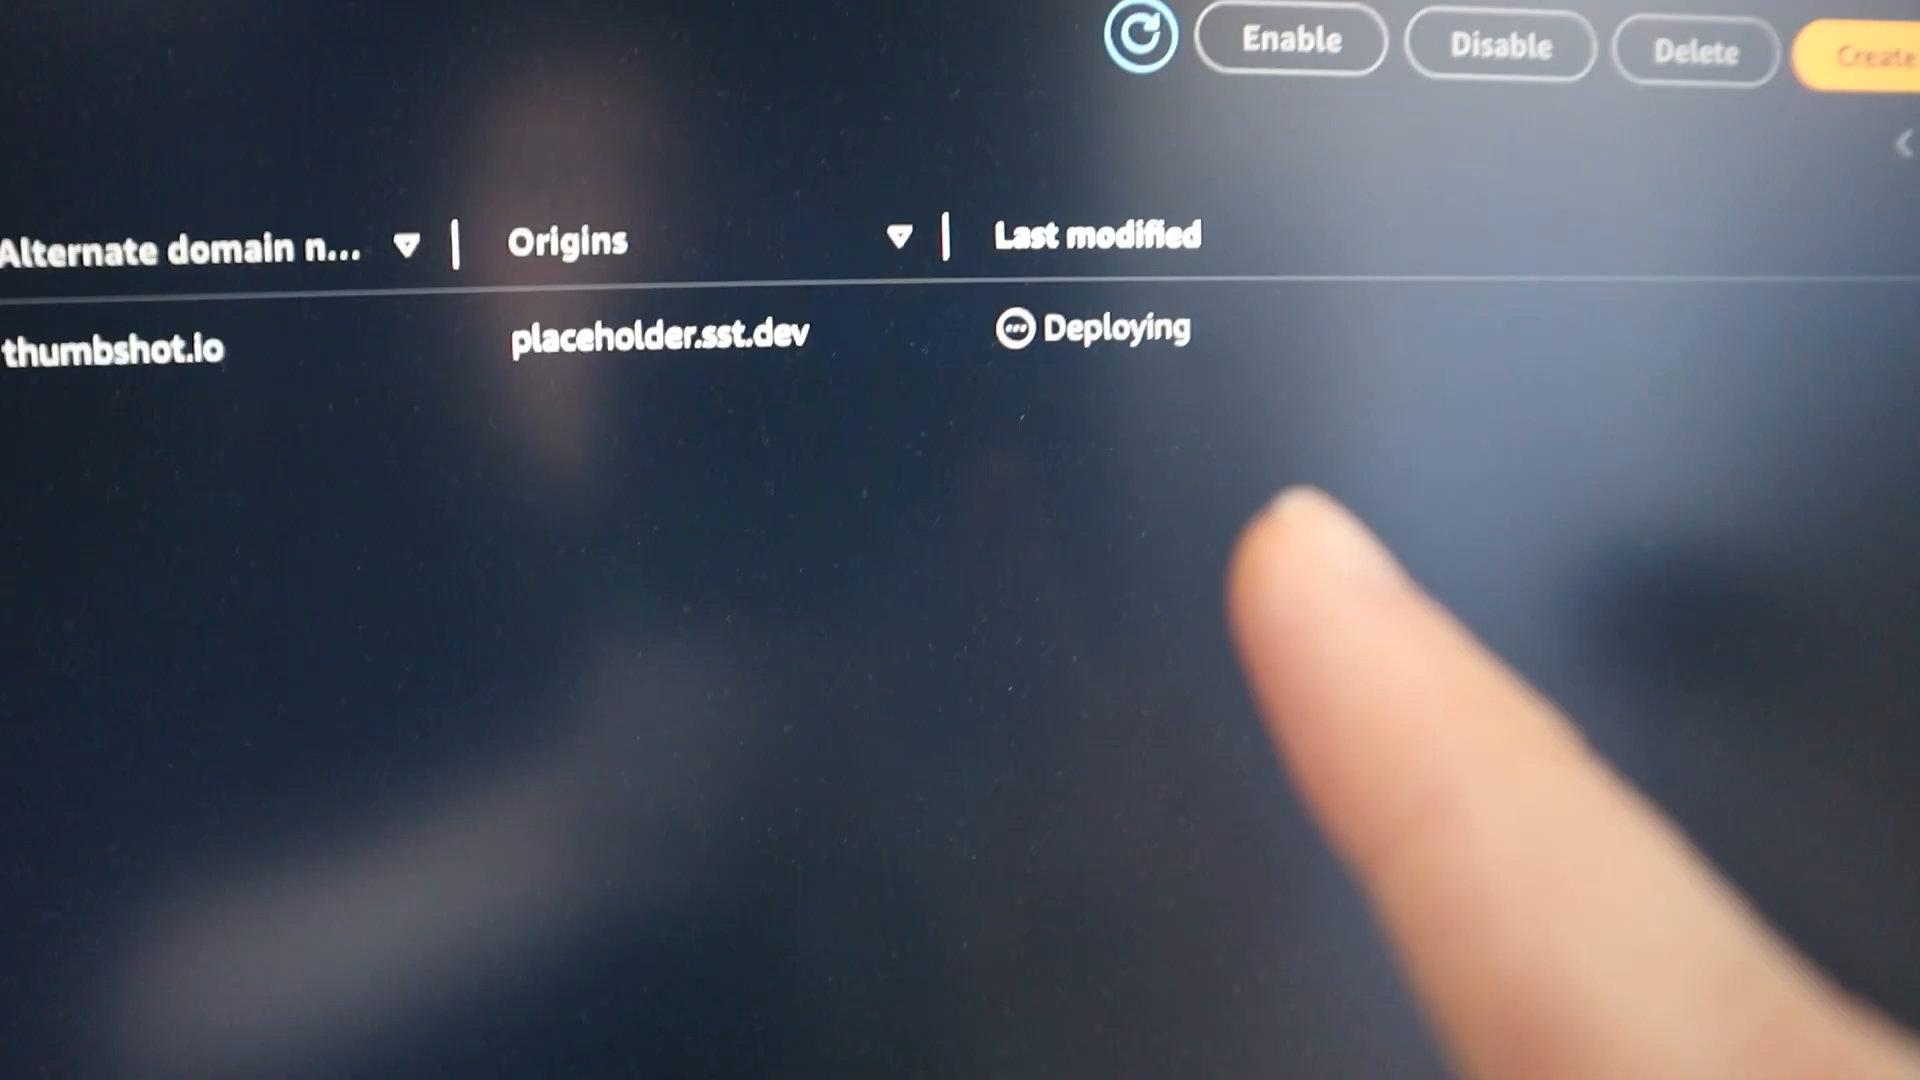 Enable Disable Delete Create
Alternate domain n... Origins Last modified
thumbshot.io placeholder.sst.dev Deploying